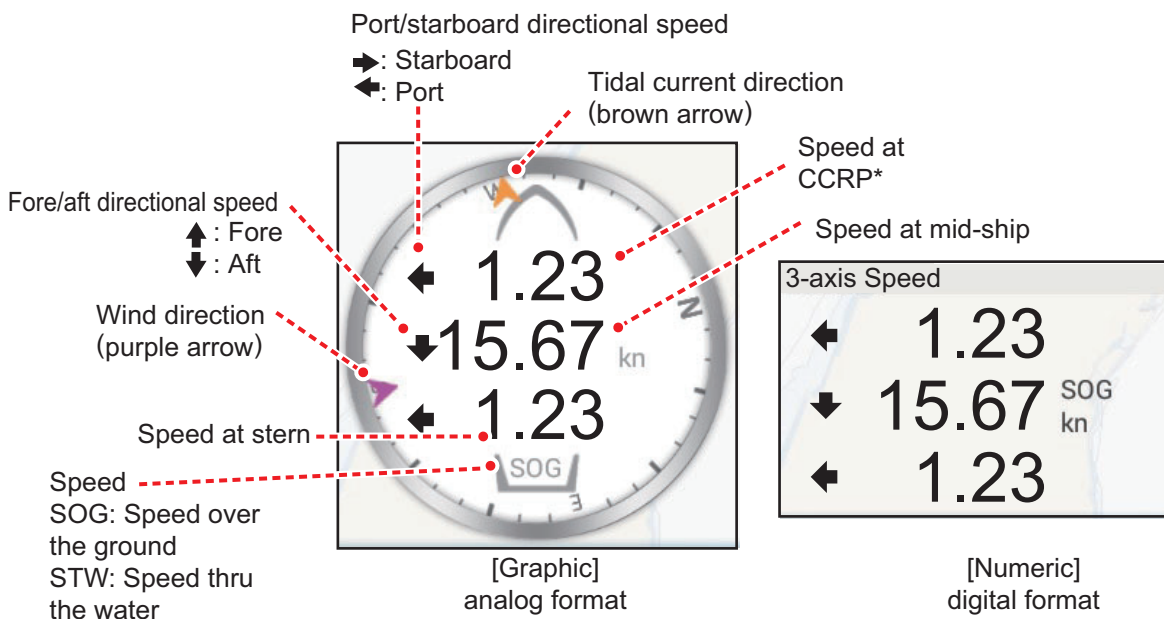 Port/starboard directional speed
➡: Starboard
⬅: Port
Tidal current direction
(brown arrow)
Speed at
CCRP*
Fore/aft directional speed
⬆: Fore
⬇: Aft
Speed at mid-ship
Wind direction
(purple arrow)
Speed at stern
Speed
SOG: Speed over
the ground
STW: Speed thru
the water
W
N
⬅ 1.23
⬇ 15.67 kn
⬅ 1.23
SOG
E
[Graphic]
analog format
3-axis Speed
⬅ 1.23
⬇ 15.67 SOG
kn
⬅ 1.23
[Numeric]
digital format